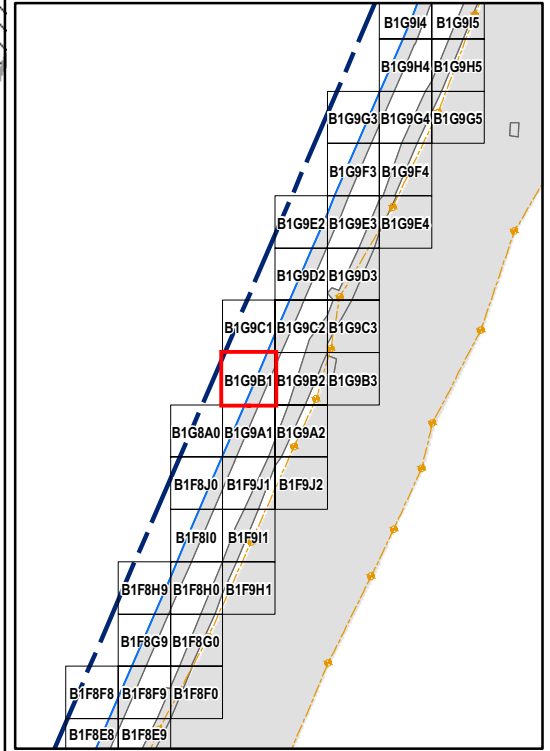 B1G9I4 B1G9I5
B1G9H4 B1G9H5
B1G9G3 B1G9G4 B1G9G5
B1G9F3 B1G9F4
B1G9E2 B1G9E3 B1G9E4
B1G9D2 B1G9D3
B1G9C1 B1G9C2 B1G9C3
B1G9B1 B1G9B2 B1G9B3
B1G8A0 B1G9A1 B1G9A2
B1F8J0 B1F9J1 B1F9J2
B1F8I0 B1F9I1
B1F8H9 B1F8H0 B1F9H1
B1F8G9 B1F8G0
B1F8F8 B1F8F9 B1F8F0
B1F8E8 B1F8E9